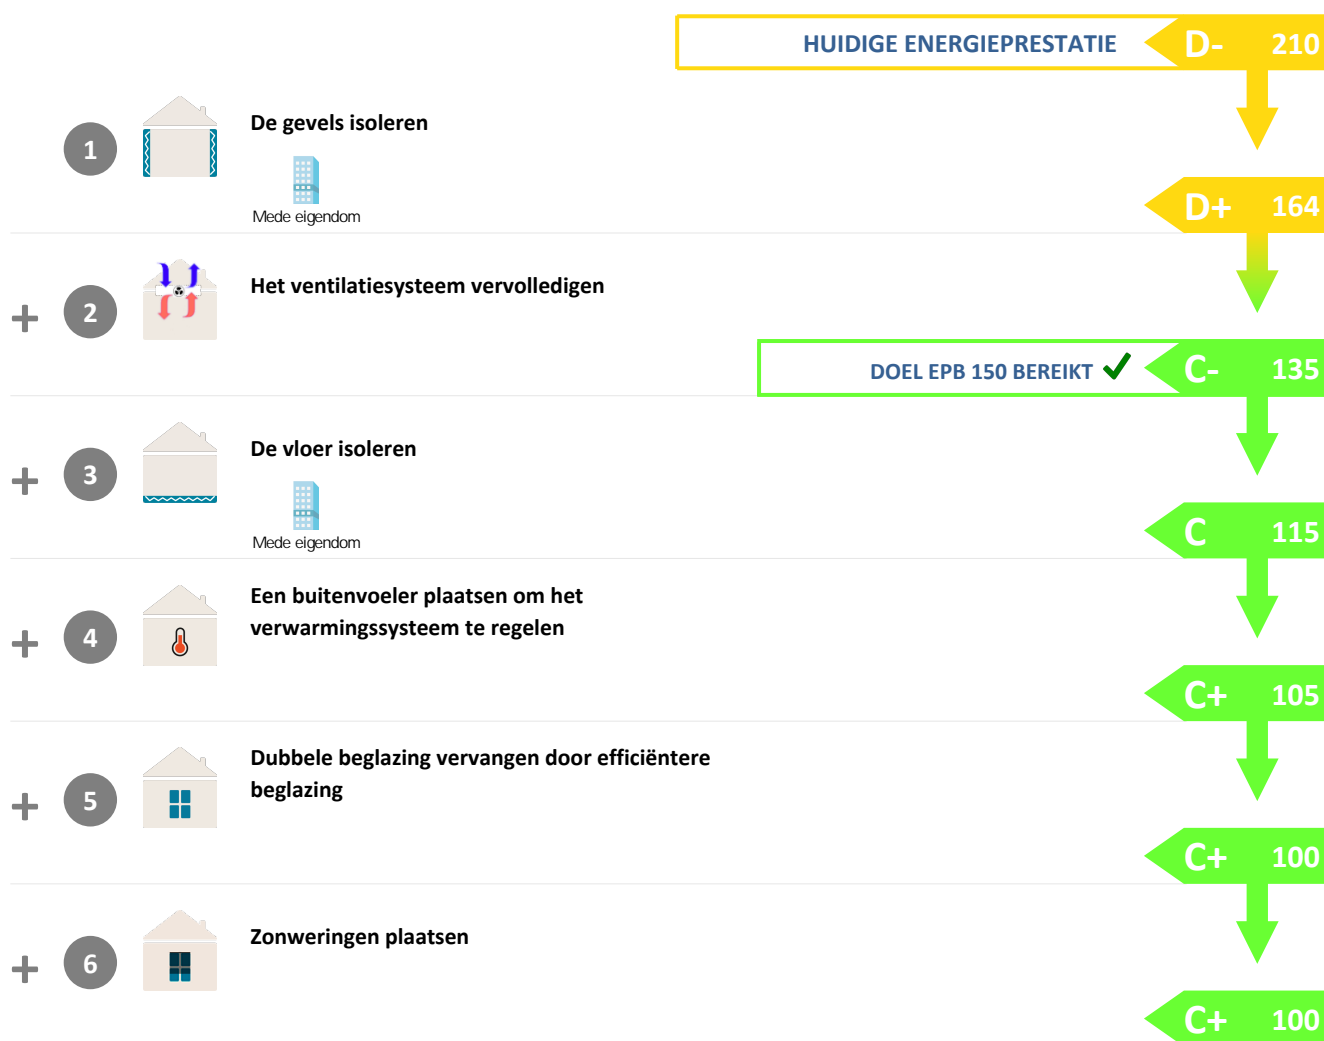 HUIDIGE ENERGIEPRESTATIE D- 210
1 De gevels isoleren
Mede eigendom
D+ 164
+ 2 Het ventilatiesysteem vervolledigen
DOEL EPB 150 BEREIKT ✓ C- 135
+ 3 De vloer isoleren
Mede eigendom
C 115
+ 4 Een buitenvoeler plaatsen om het
verwarmingssysteem te regelen
C+ 105
+ 5 Dubbele beglazing vervangen door efficiëntere
beglazing
C+ 100
+ 6 Zonweringen plaatsen
C+ 100